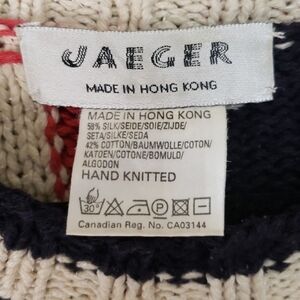 JAEGER
MADE IN HONG KONG
MADE IN HONG KONG
58% SILK/SEIDE/SOIE/ZIJDE/
SETA/SILKE/SEDA
42% COTTON/BAUMWOLLE/COTON/
KATOEN/COTONE/BOMULD/
ALGODON
HAND KNITTED
30°
Canadian Reg. No. CA03144